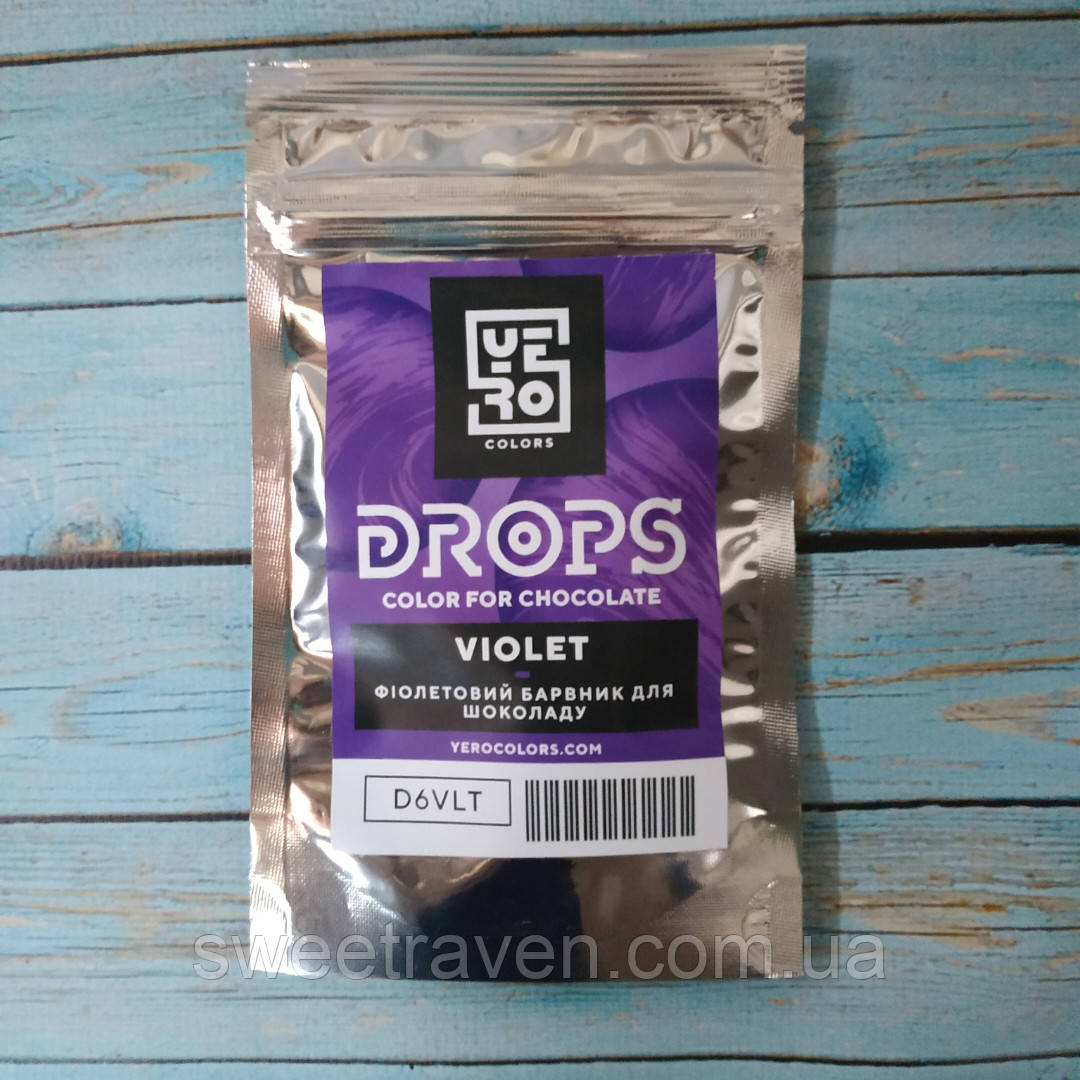 YERO
COLORS
DROPS
COLOR FOR CHOCOLATE
VIOLET
ФІОЛЕТОВИЙ БАРВНИК ДЛЯ
ШОКОЛАДУ
YEROCOLORS.COM
D6VLT
sweetraven.com.ua